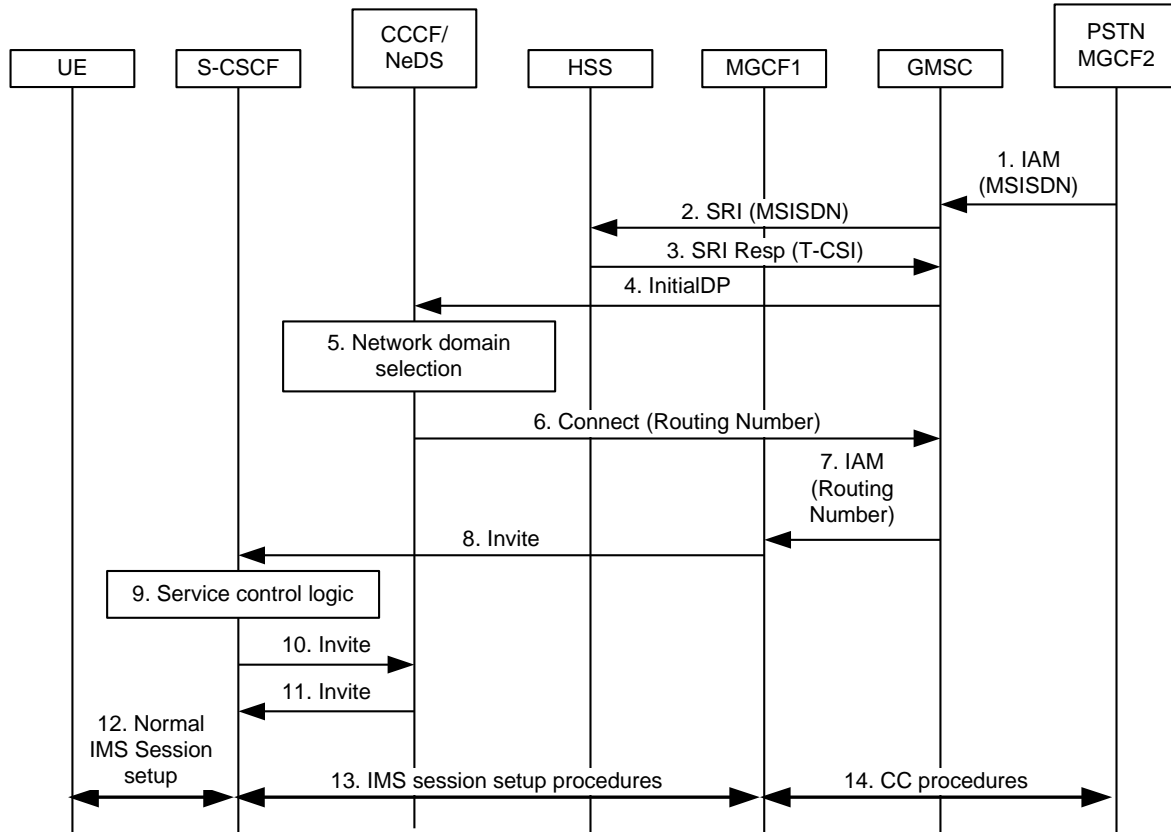 UE
S-CSCF
CCCF/
NeDS
HSS
MGCF1
GMSC
PSTN
MGCF2
1. IAM
(MSISDN)
2. SRI (MSISDN)
3. SRI Resp (T-CSI)
4. InitialDP
5. Network domain
selection
6. Connect (Routing Number)
7. IAM
(Routing
Number)
8. Invite
9. Service control logic
10. Invite
11. Invite
12. Normal
IMS Session
setup
13. IMS session setup procedures
14. CC procedures